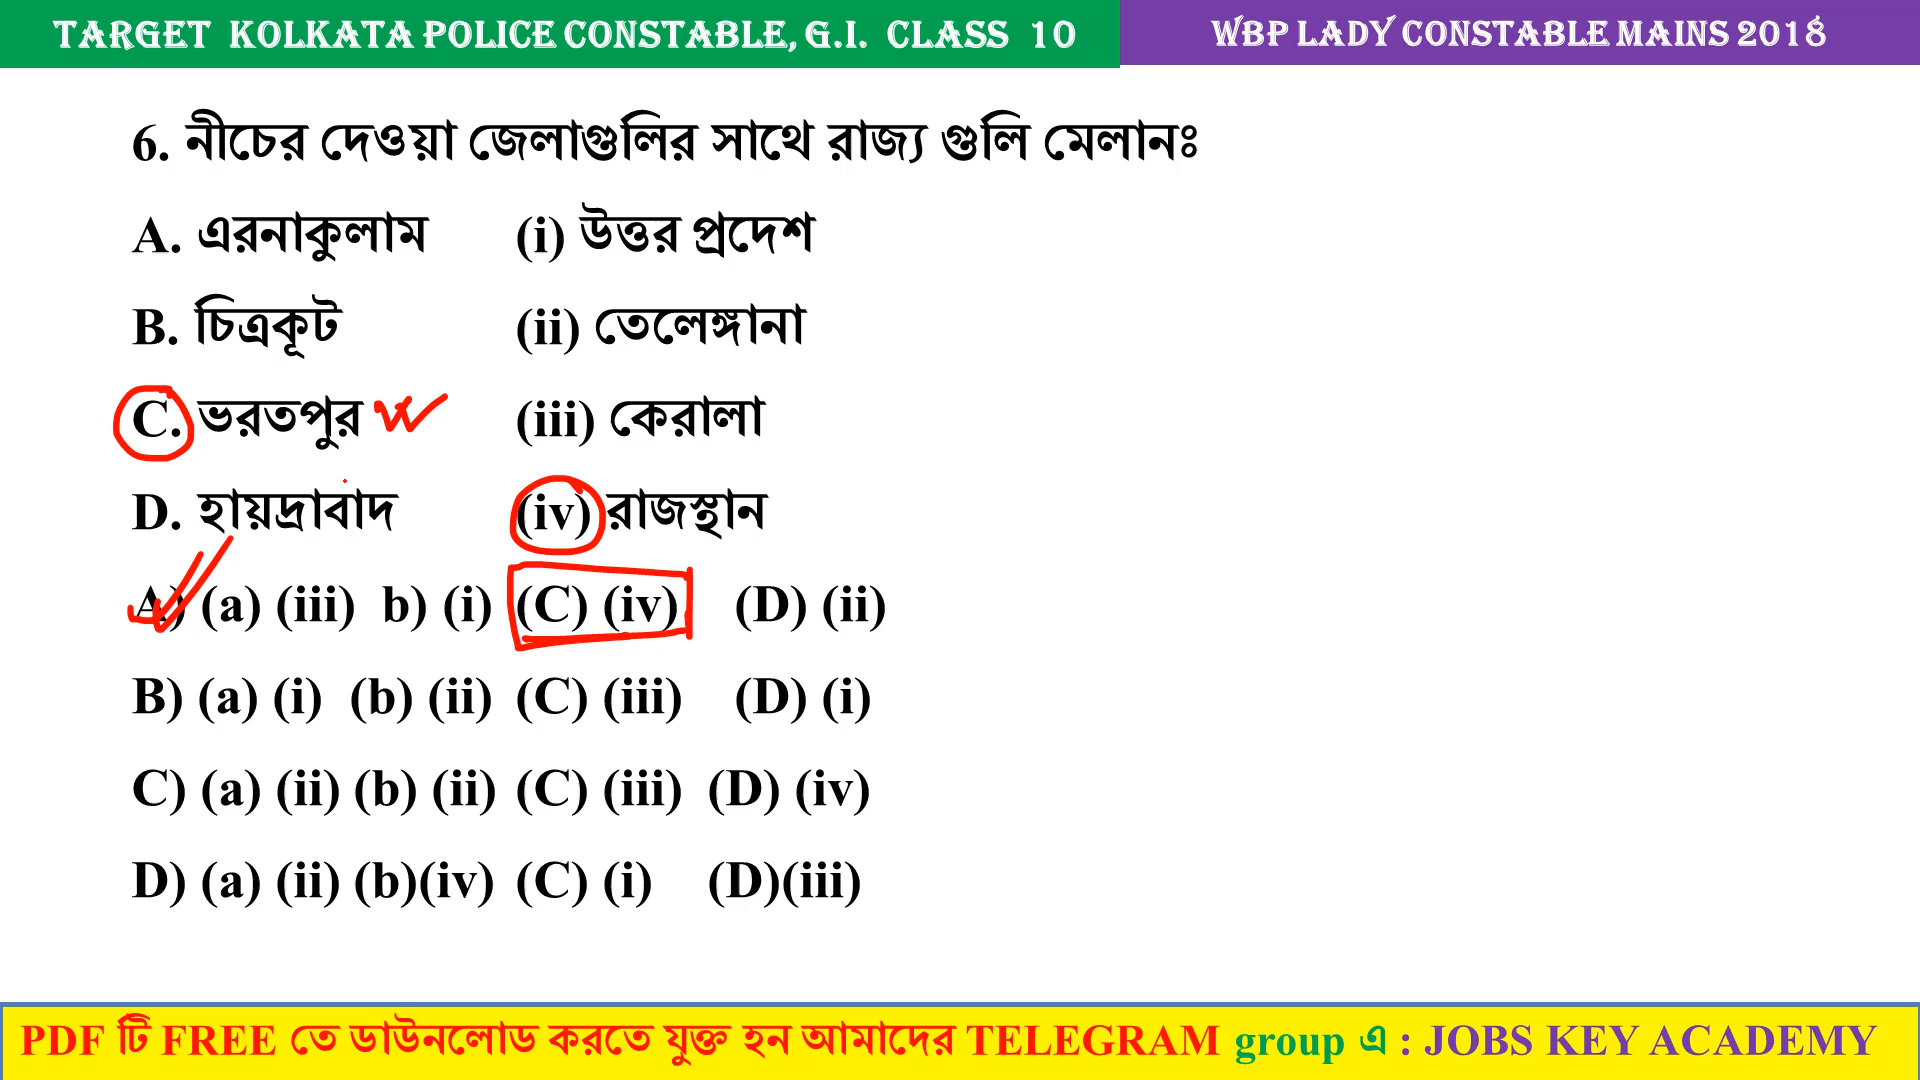 TARGET KOLKATA POLICE CONSTABLE, G.I. CLASS 10
WBP LADY CONSTABLE MAINS 2018
6. নীচের দেওয়া জেলাগুলির সাথে রাজ্য গুলি মেলানঃ
A. এরনাকুলাম (i) উত্তর প্রদেশ
B. চিত্রকূট (ii) তেলেঙ্গানা
C. ভরতপুর (iii) কেরালা
D. হায়দ্রাবাদ (iv) রাজস্থান
A) (a) (iii) b) (i) (C) (iv) (D) (ii)
B) (a) (i) (b) (ii) (C) (iii) (D) (i)
C) (a) (ii) (b) (ii) (C) (iii) (D) (iv)
D) (a) (ii) (b)(iv) (C) (i) (D)(iii)
PDF টি FREE তে ডাউনলোড করতে যুক্ত হন আমাদের TELEGRAM group এ : JOBS KEY ACADEMY